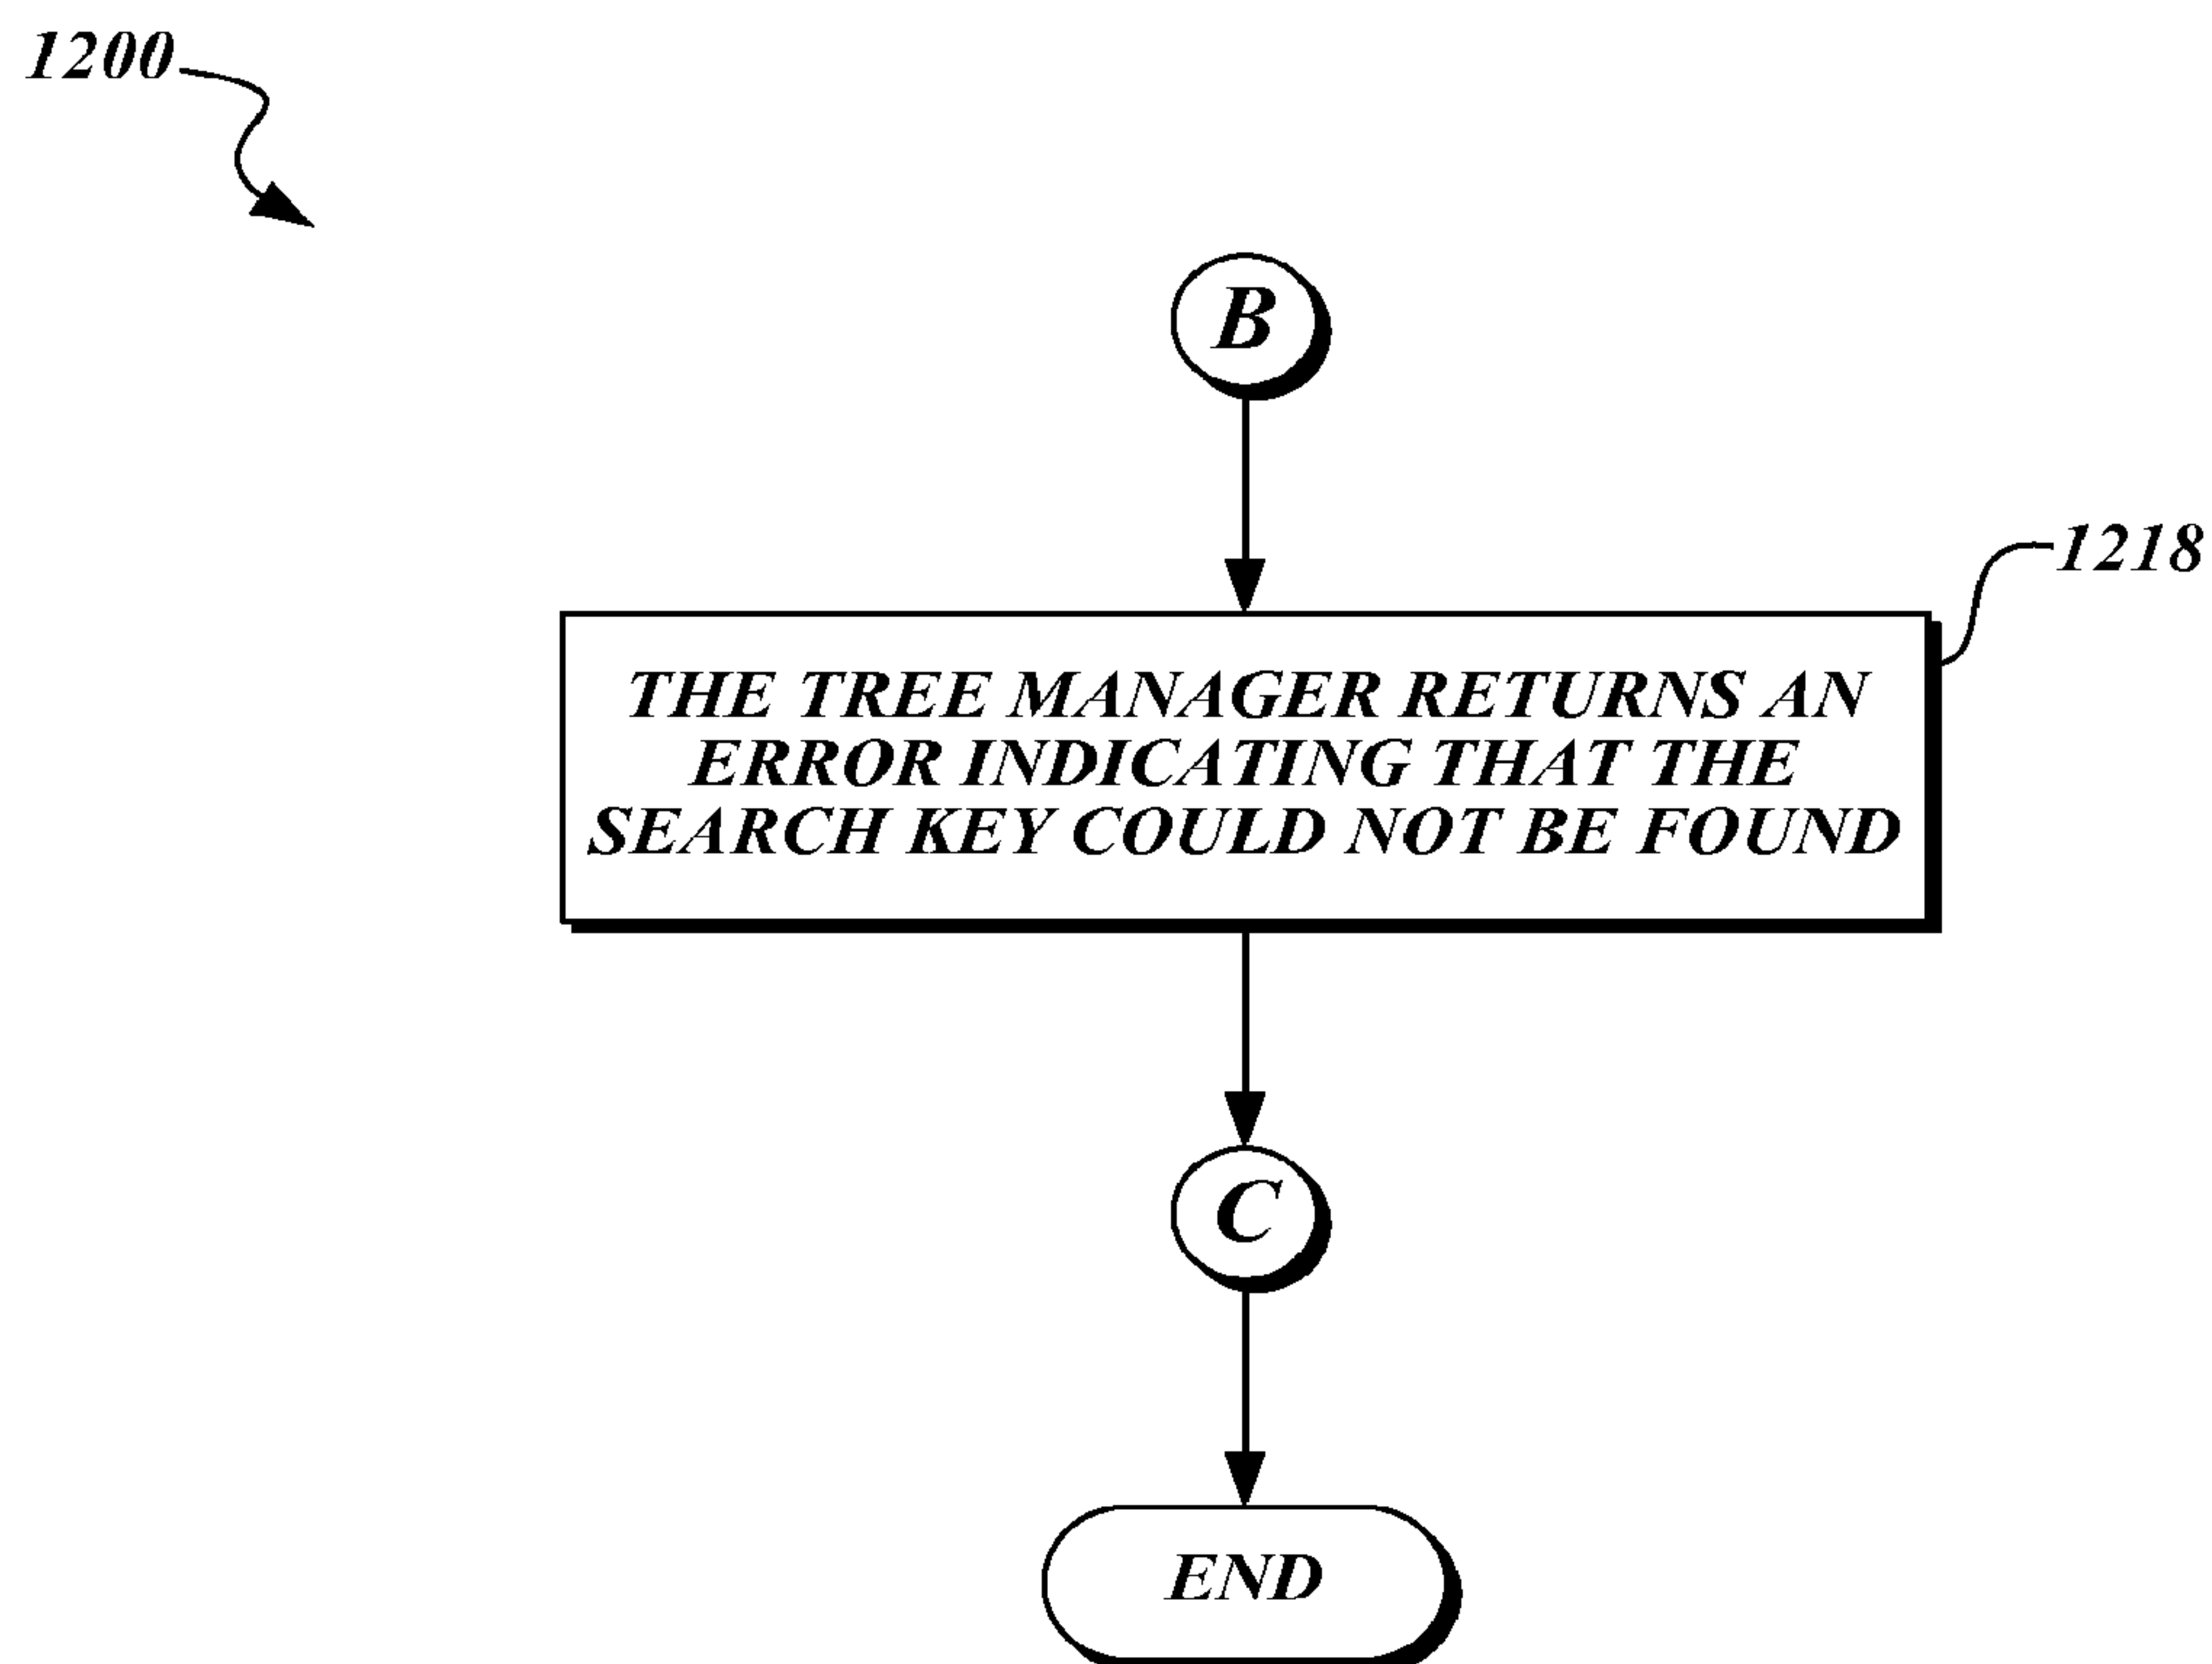 1200
B
1218
THE TREE MANAGER RETURNS AN
ERROR INDICATING THAT THE
SEARCH KEY COULD NOT BE FOUND
C
END